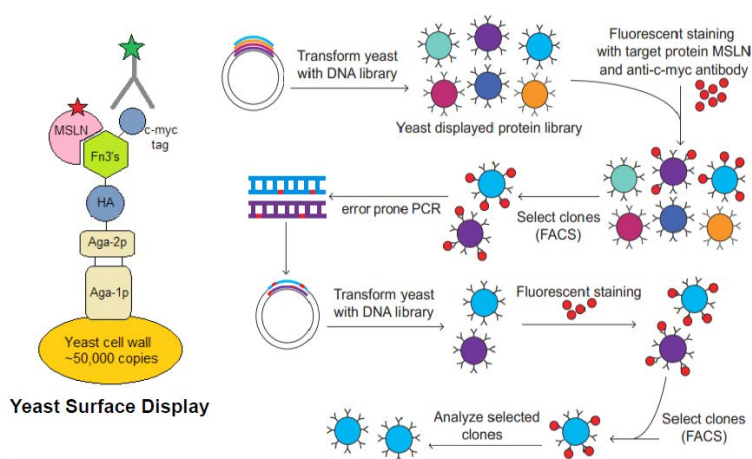 MSLN
c-myc
tag
Fn3's
HA
Aga-2p
Aga-1p
Yeast cell wall
~50,000 copies
Yeast Surface Display
Transform yeast
with DNA library
Yeast displayed protein library
Fluorescent staining
with target protein MSLN
and anti-c-myc antibody
Select clones
(FACS)
error prone PCR
Transform yeast
with DNA library
Fluorescent staining
Select clones
(FACS)
Analyze selected
clones